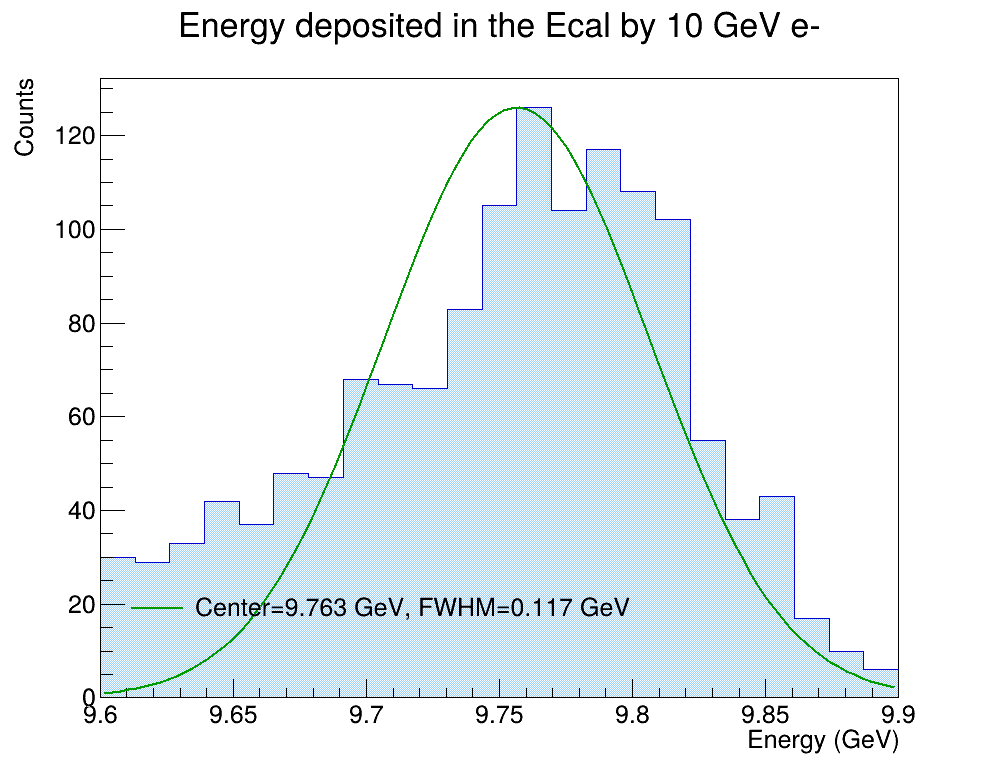 Energy deposited in the Ecal by 10 GeV e-
Counts
120
100
80
60
40
20
0
Center=9.763 GeV, FWHM=0.117 GeV
9.6 9.65 9.7 9.75 9.8 9.85 9.9
Energy (GeV)